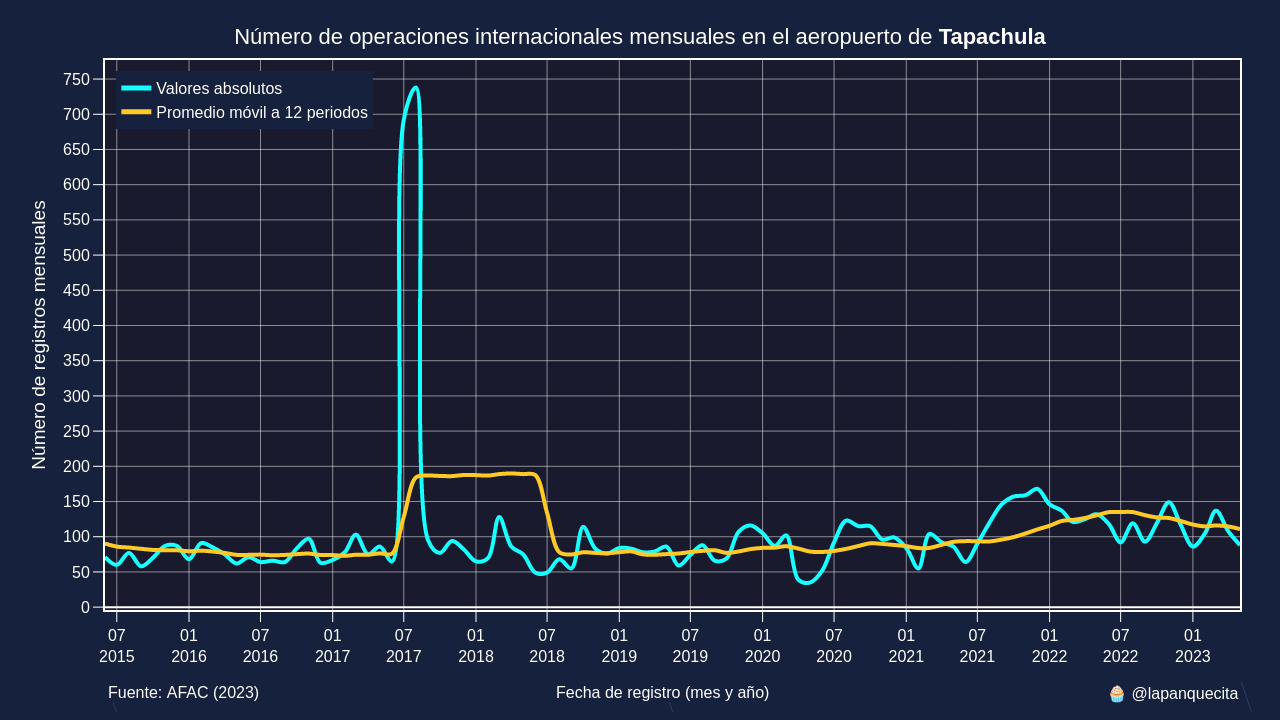 Número de operaciones internacionales mensuales en el aeropuerto de Tapachula
Valores absolutos
Promedio móvil a 12 periodos
Número de registros mensuales
750
700
650
600
550
500
450
400
350
300
250
200
150
100
50
0
07 01 07 01 07 01 07 01 07 01 07 01 07 01 07 01
2015 2016 2016 2017 2017 2018 2018 2019 2019 2020 2020 2021 2021 2022 2022 2023
Fuente: AFAC (2023)
Fecha de registro (mes y año)
🧁 @lapanquecita